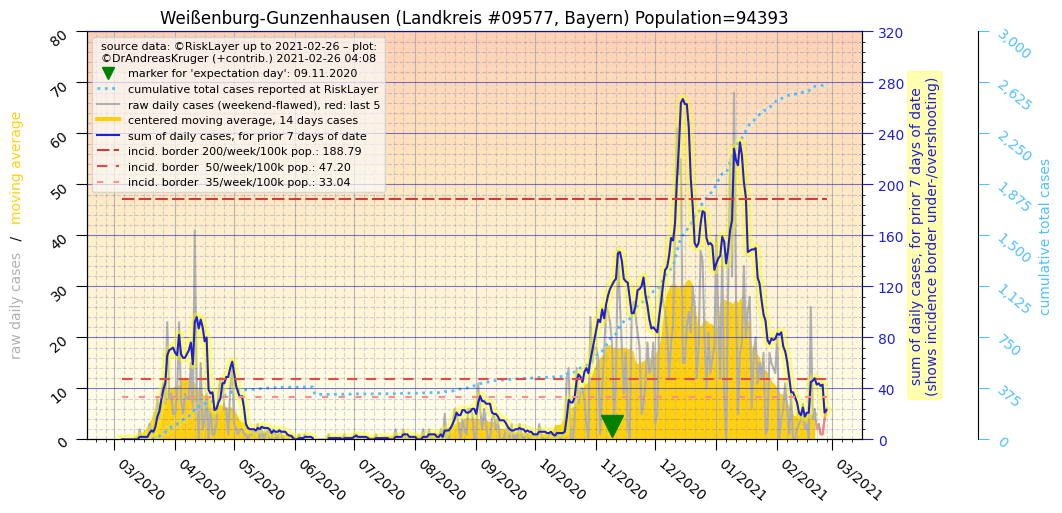 Weißenburg-Gunzenhausen (Landkreis #09577, Bayern) Population=94393
source data: ©RiskLayer up to 2021-02-26 – plot:
©DrAndreasKruger (+contrib.) 2021-02-26 04:08
marker for 'expectation day': 09.11.2020
cumulative total cases reported at RiskLayer
raw daily cases (weekend-flawed), red: last 5
centered moving average, 14 days cases
sum of daily cases, for prior 7 days of date
incid. border 200/week/100k pop.: 188.79
incid. border  50/week/100k pop.: 47.20
incid. border  35/week/100k pop.: 33.04
raw daily cases  /  moving average
80
70
60
50
40
30
20
10
0
03/2020
04/2020
05/2020
06/2020
07/2020
08/2020
09/2020
10/2020
11/2020
12/2020
01/2021
02/2021
03/2021
320
280
240
200
160
120
80
40
0
sum of daily cases, for prior 7 days of date
(shows incidence border under-/overshooting)
3,000
2,625
2,250
1,875
1,500
1,125
750
375
0
cumulative total cases